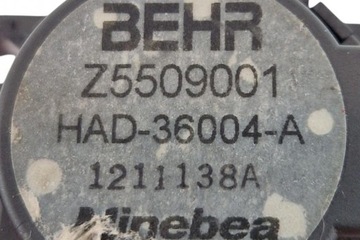 BEHR
Z5509001
HAD-36004-A
1211138A
Minebea